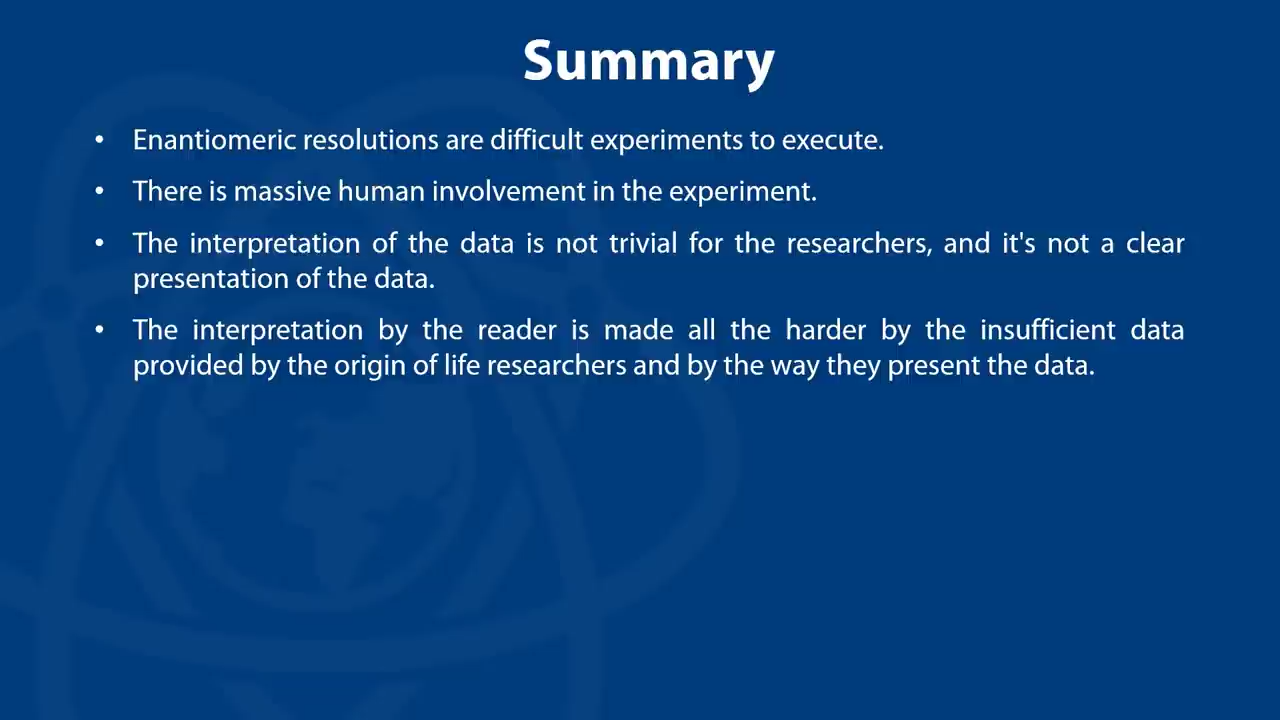 Summary
• Enantiomeric resolutions are difficult experiments to execute.
• There is massive human involvement in the experiment.
• The interpretation of the data is not trivial for the researchers, and it's not a clear
presentation of the data.
• The interpretation by the reader is made all the harder by the insufficient data
provided by the origin of life researchers and by the way they present the data.